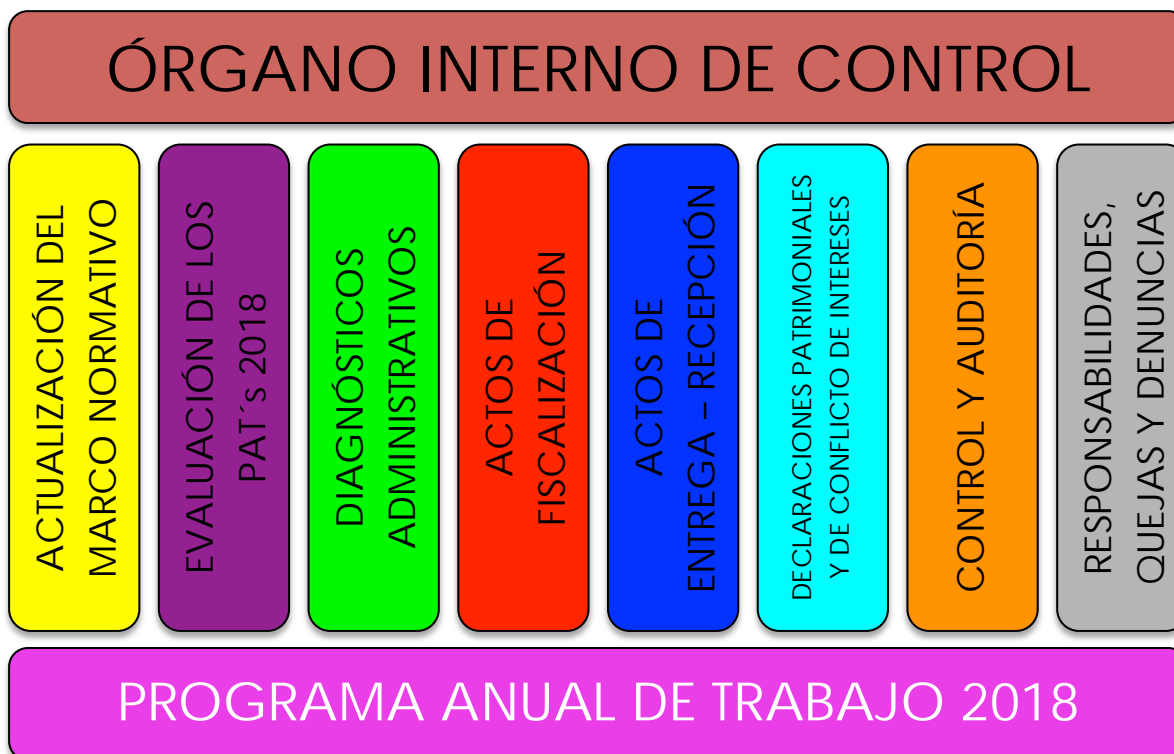 ÓRGANO INTERNO DE CONTROL
ACTUALIZACIÓN DEL
MARCO NORMATIVO
EVALUACIÓN DE LOS
PAT´s 2018
DIAGNÓSTICOS
ADMINISTRATIVOS
ACTOS DE
FISCALIZACIÓN
ACTOS DE
ENTREGA – RECEPCIÓN
DECLARACIONES PATRIMONIALES
Y DE CONFLICTO DE INTERESES
CONTROL Y AUDITORÍA
RESPONSABILIDADES,
QUEJAS Y DENUNCIAS
PROGRAMA ANUAL DE TRABAJO 2018